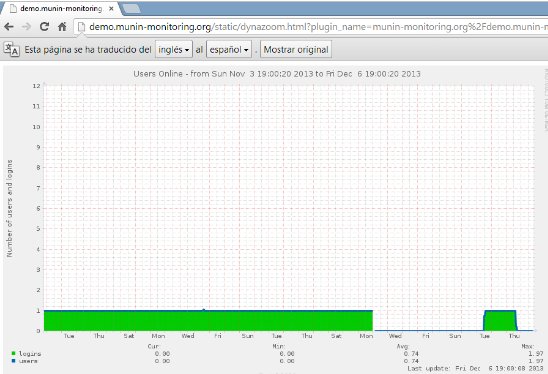 demo.munin-monitoring
demo.munin-monitoring.org/static/dynazoom.html?plugin_name=munin-monitoring.org%2Fdemo.munin-m
Esta página se ha traducido del inglés al español . Mostrar original
Users Online - from Sun Nov 3 19:00:20 2013 to Fri Dec 6 19:00:20 2013
Number of users and logins
12
11
10
9
8
7
6
5
4
3
2
1
0
Tue Thu Sat Mon Wed Fri Sun Tue Thu Sat Mon Wed Fri Sun Tue Thu
Cur: Min: Avg: Max:
logins 0.00 0.00 0.74 1.97
users 0.00 0.00 0.74 1.97
Last update: Fri Dec 6 19:00:08 2013